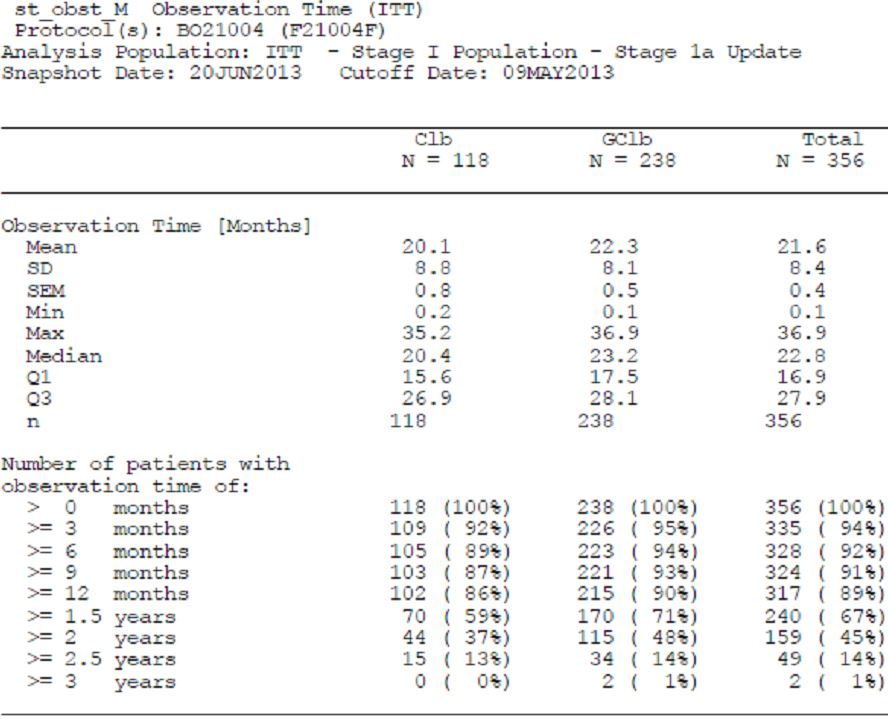 st_obst_M  Observation Time (ITT)
Protocol(s): BO21004 (F21004F)
Analysis Population: ITT  - Stage I Population - Stage 1a Update
Snapshot Date: 20JUN2013   Cutoff Date: 09MAY2013
Clb GClb Total
N = 118 N = 238 N = 356
Observation Time [Months]
Mean 20.1 22.3 21.6
SD 8.8 8.1 8.4
SEM 0.8 0.5 0.4
Min 0.2 0.1 0.1
Max 35.2 36.9 36.9
Median 20.4 23.2 22.8
Q1 15.6 17.5 16.9
Q3 26.9 28.1 27.9
n 118 238 356
Number of patients with
observation time of:
>  0   months 118 (100%) 238 (100%) 356 (100%)
>= 3   months 109 ( 92%) 226 ( 95%) 335 ( 94%)
>= 6   months 105 ( 89%) 223 ( 94%) 328 ( 92%)
>= 9   months 103 ( 87%) 221 ( 93%) 324 ( 91%)
>= 12  months 102 ( 86%) 215 ( 90%) 317 ( 89%)
>= 1.5 years 70 ( 59%) 170 ( 71%) 240 ( 67%)
>= 2   years 44 ( 37%) 115 ( 48%) 159 ( 45%)
>= 2.5 years 15 ( 13%) 34 ( 14%) 49 ( 14%)
>= 3   years 0 (  0%) 2 (  1%) 2 (  1%)